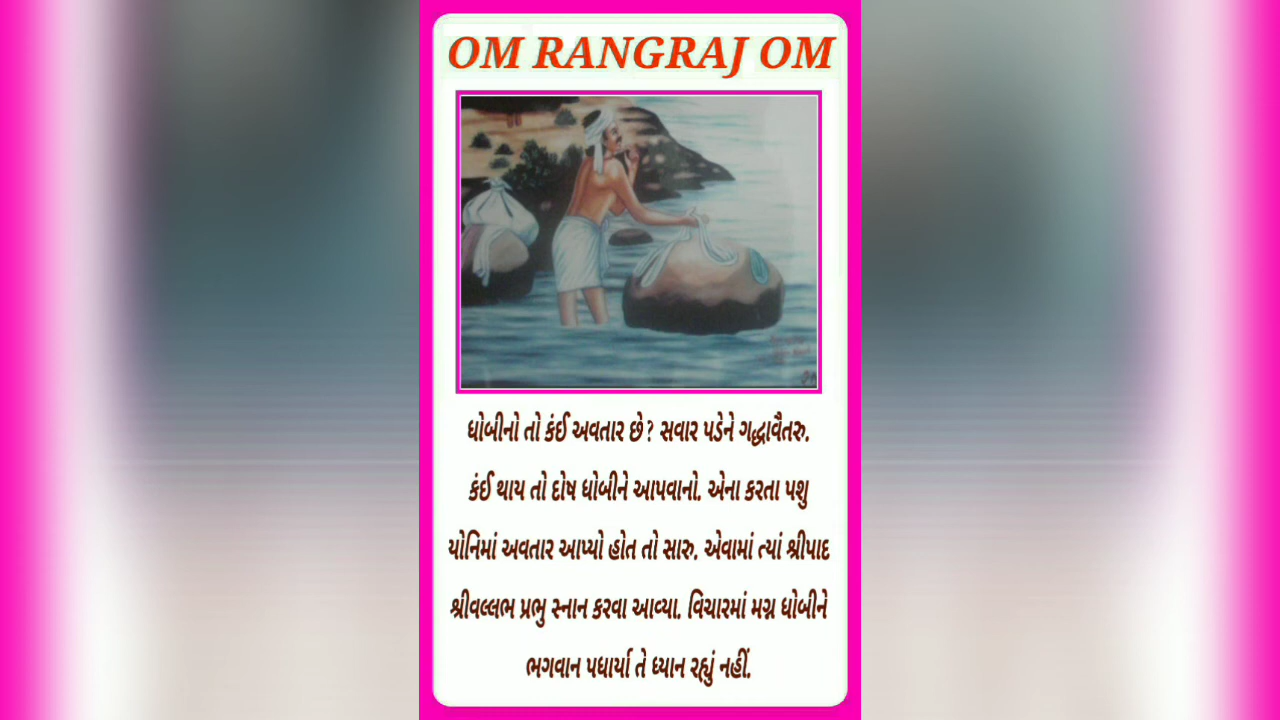 OM RANGRAJ OM
ધોબીનો તો કંઈ અવતાર છે? સવાર પડેને ગદ્ધાવૈતરુ.
કંઈ થાય તો દોષ ધોબીને આપવાનો. એના કરતા પશુ
યોનિમાં અવતાર આપ્યો હોત તો સારુ. એવામાં ત્યાં શ્રીપાદ
શ્રીવલ્લભ પ્રભુ સ્નાન કરવા આવ્યા. વિચારમાં મગ્ન ધોબીને
ભગવાન પધાર્યા તે ધ્યાન રહ્યું નહીં.